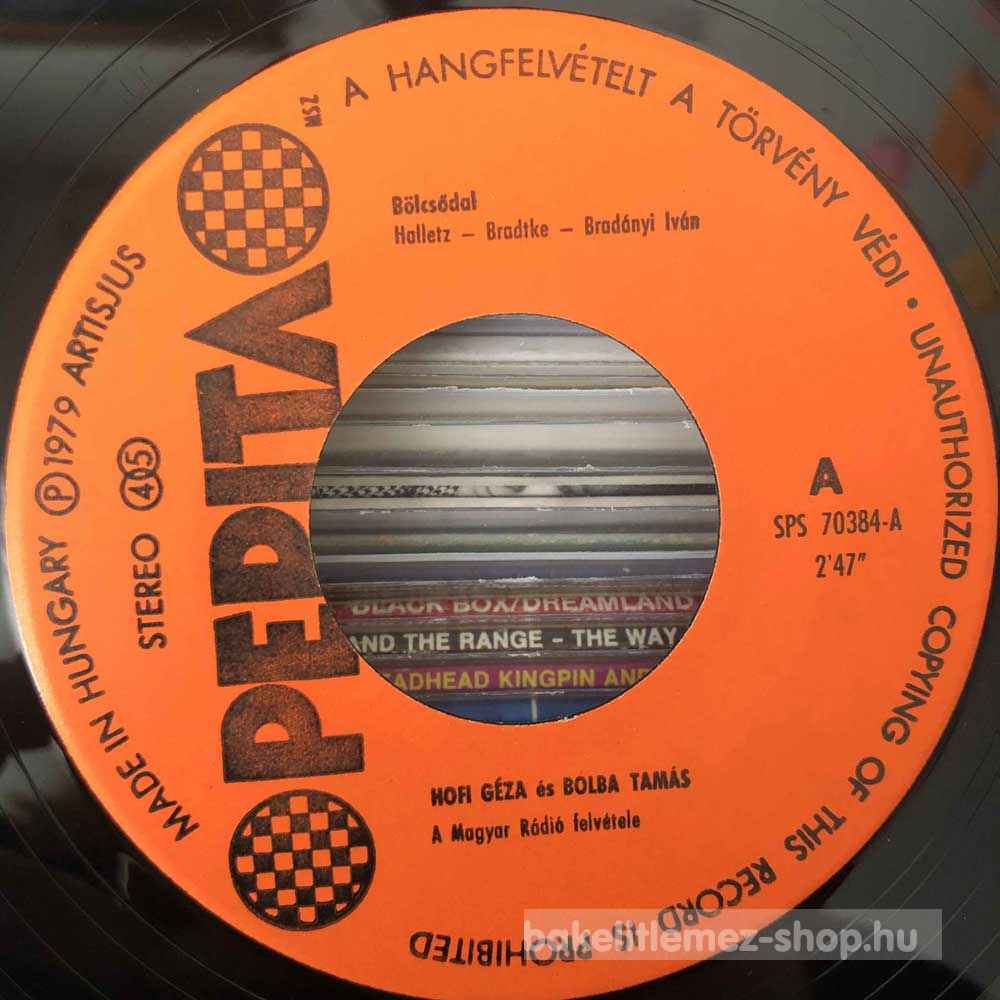 A HANGFELVÉTELT A TÖRVÉNY VÉDI • UNAUTHORIZED COPYING OF THIS RECORD IS PROHIBITED
MADE IN HUNGARY Ⓟ 1979 ARTISJUS
STEREO 405
PEPITA
MSZ
Bölcsődal
Halletz – Bradtke – Bradányi Iván
A
SPS 70384-A
2'47"
BLACK BOX/DREAMLAND
AND THE RANGE - THE WAY
EADHEAD KINGPIN AND
HOFI GÉZA és BOLBA TAMÁS
A Magyar Rádió felvétele
bakelitlemez-shop.hu